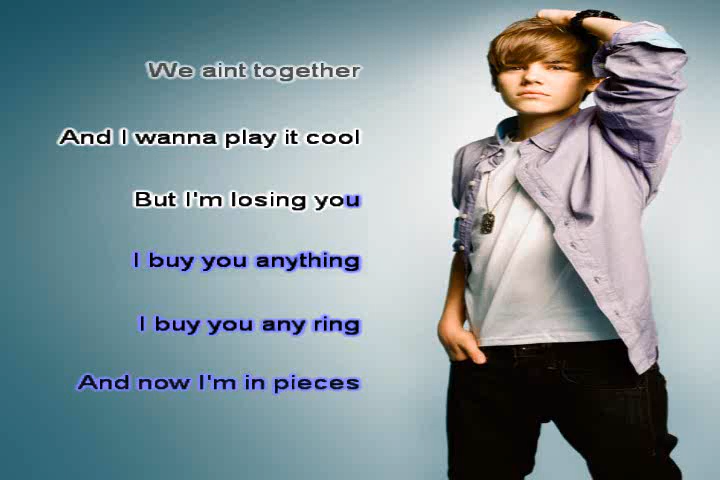 We aint together
And I wanna play it cool
But I'm losing you
I buy you anything
I buy you any ring
And now I'm in pieces